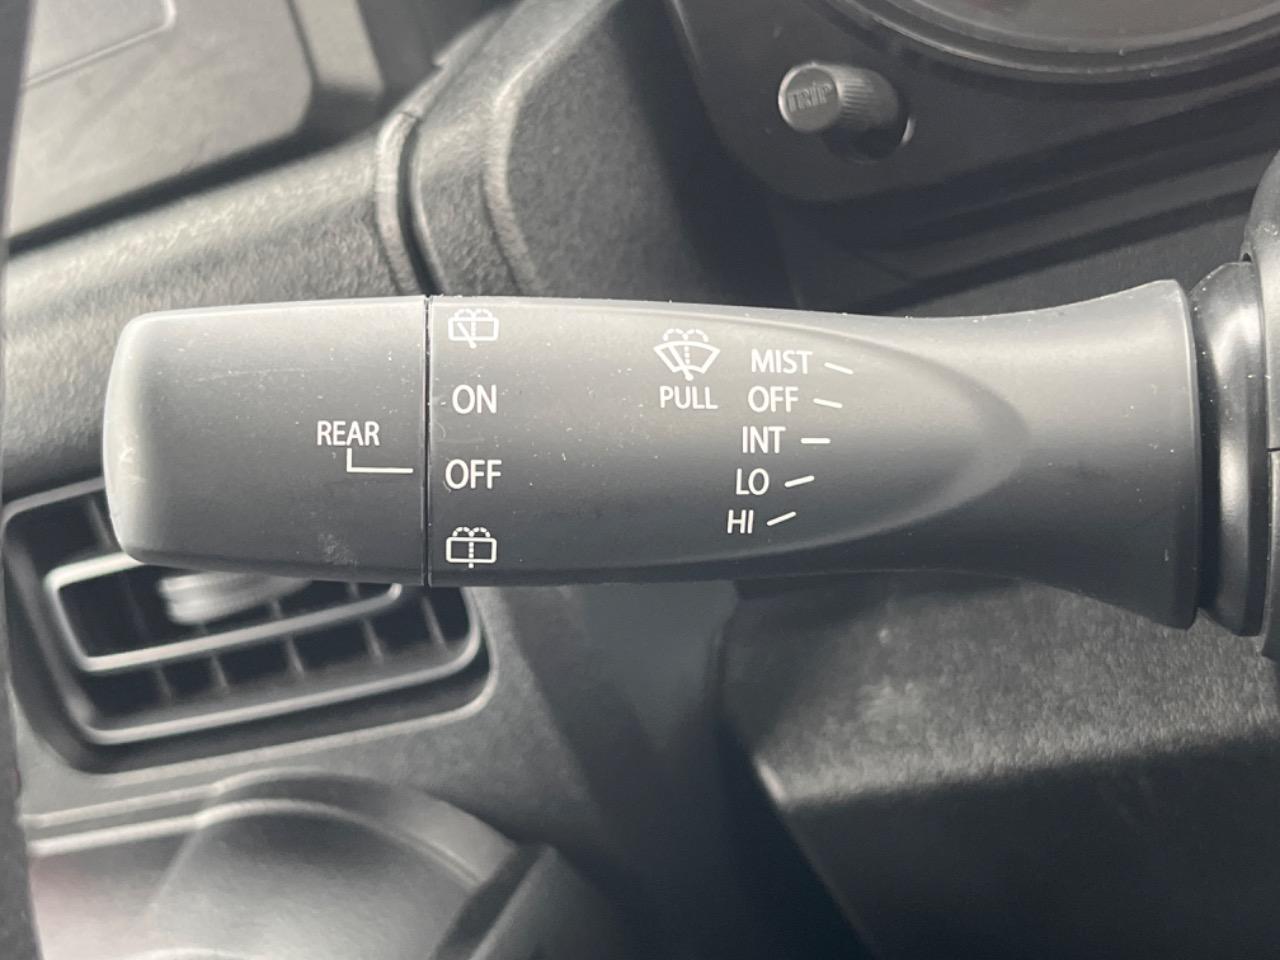 TRIP
MIST
PULL
OFF
ON
INT
REAR
OFF
LO
HI